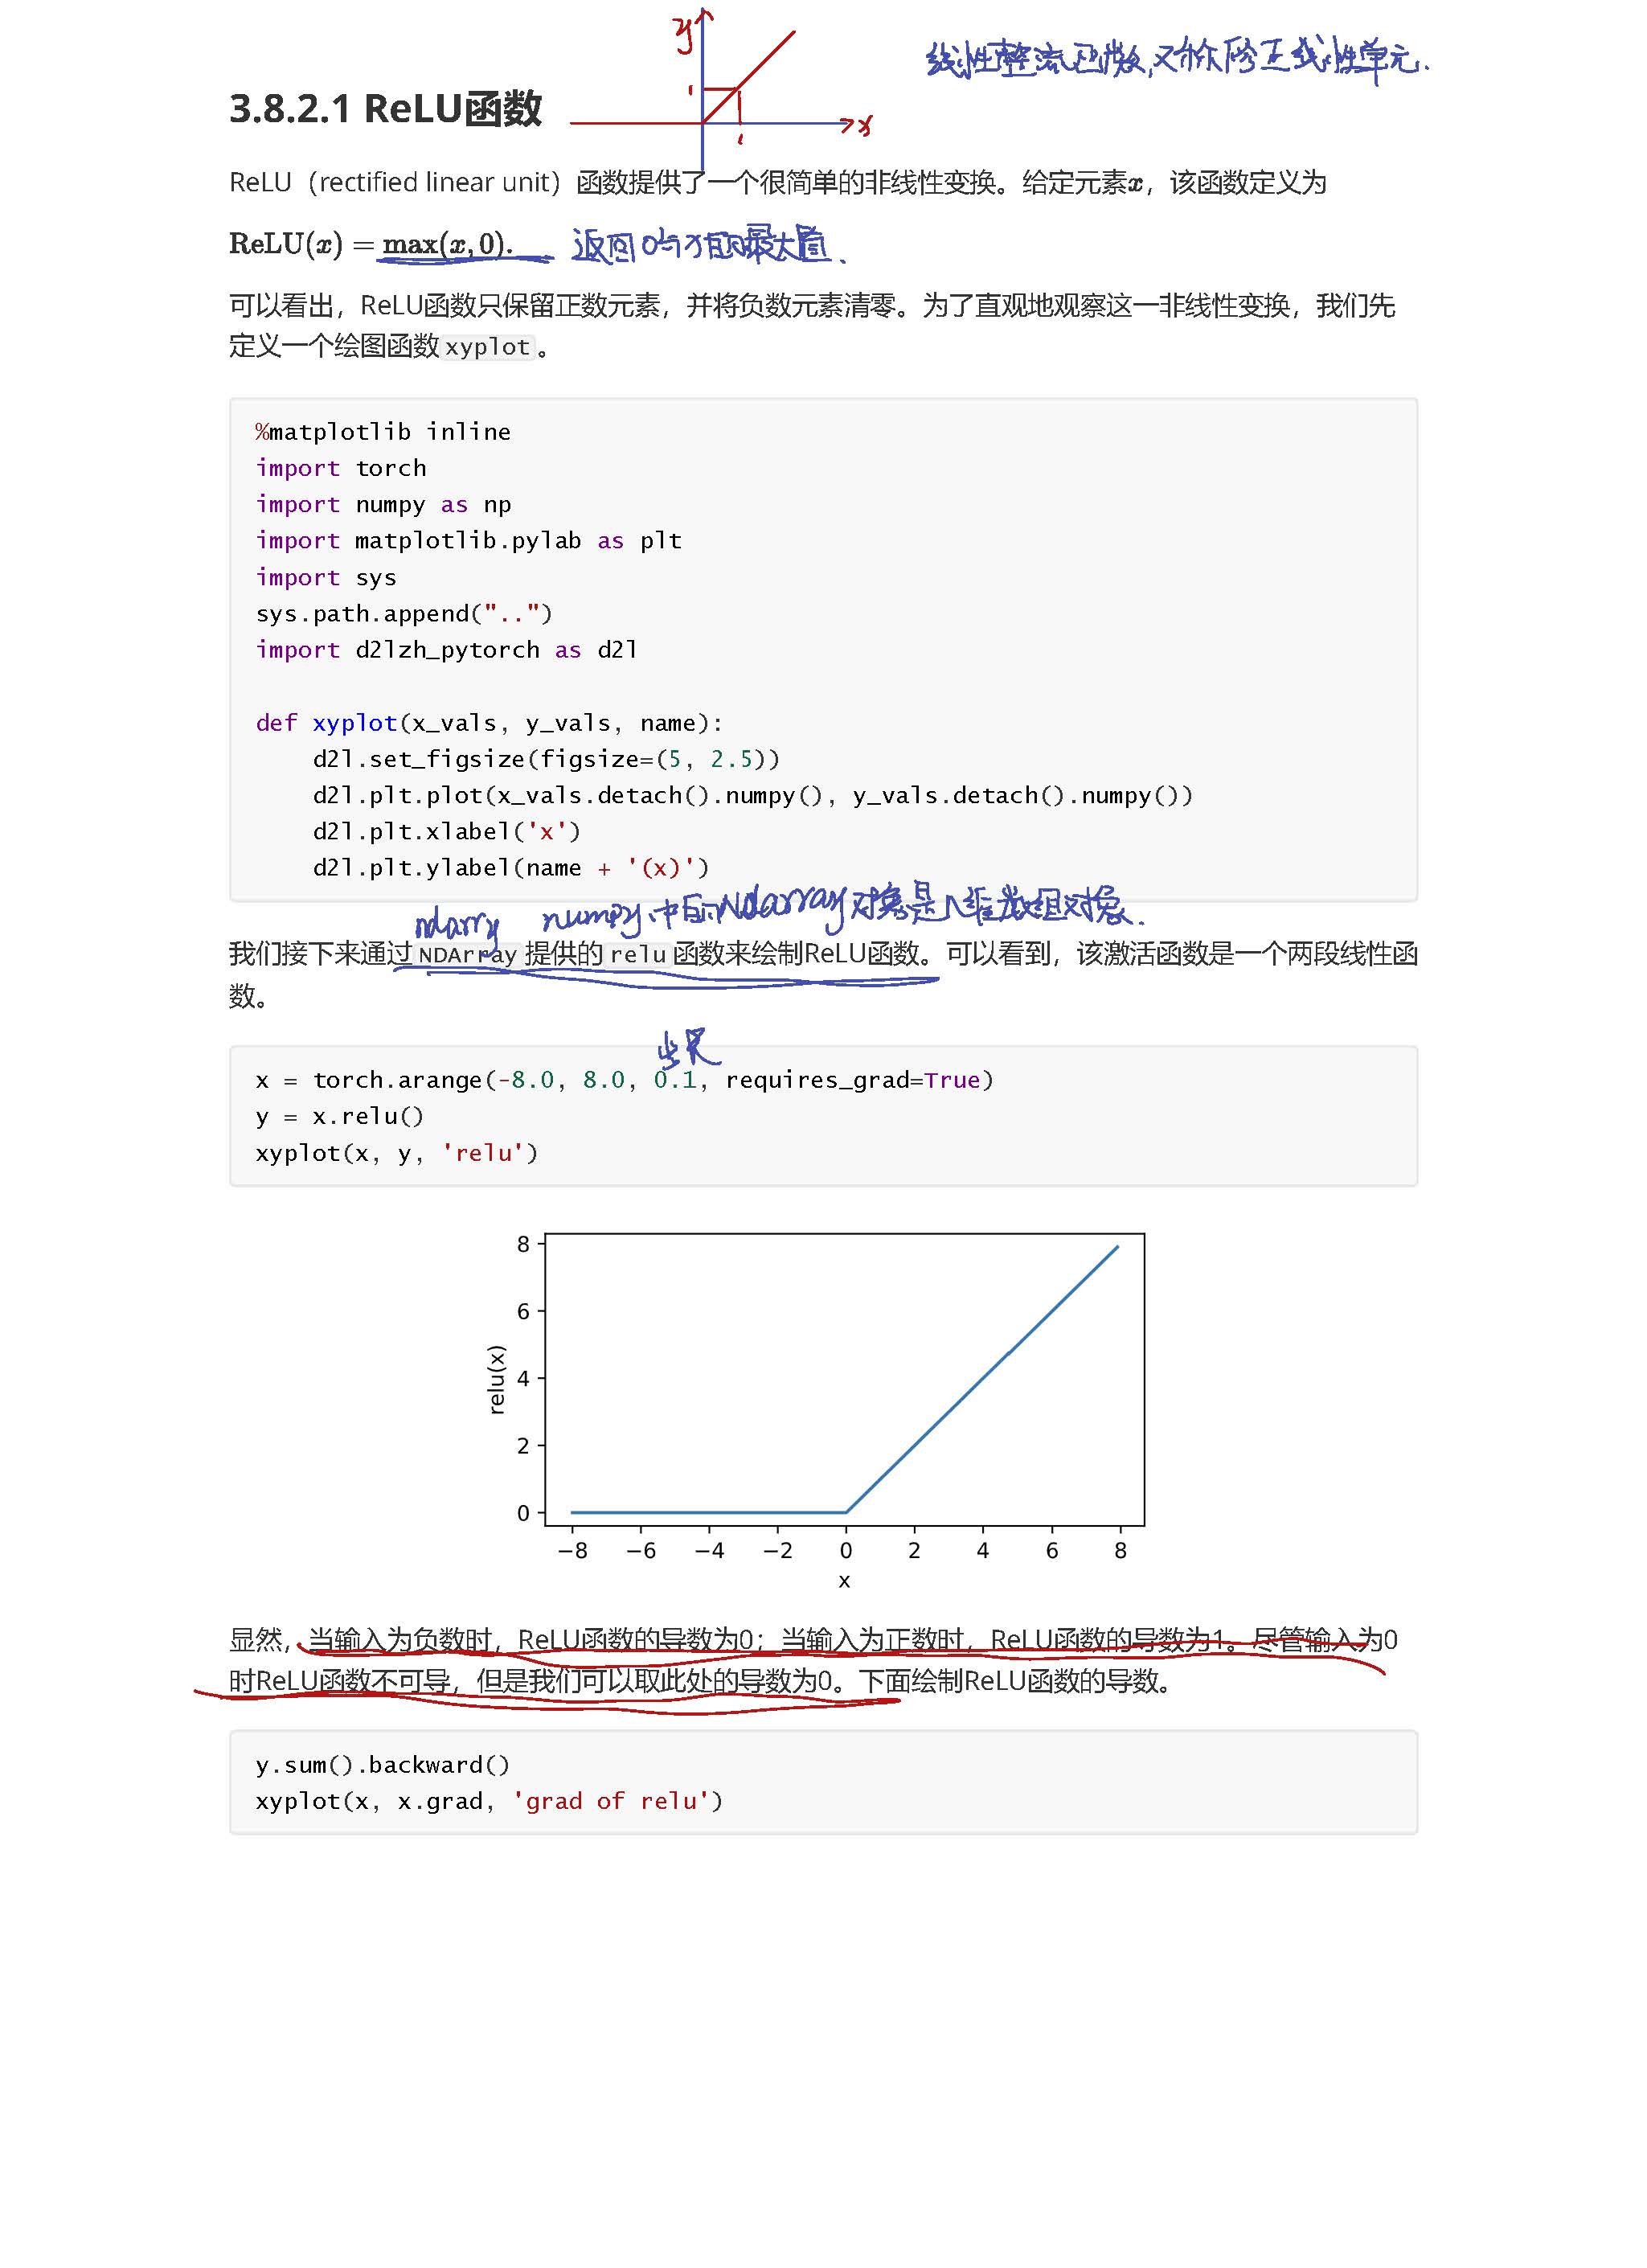 y
线性整流函数,又称修正线性单元.
1
3.8.2.1 ReLU函数
x
1
ReLU（rectified linear unit）函数提供了一个很简单的非线性变换。给定元素x，该函数定义为
ReLU(x) = max(x, 0).
返回0与x中的最大值.
可以看出，ReLU函数只保留正数元素，并将负数元素清零。为了直观地观察这一非线性变换，我们先
定义一个绘图函数xyplot。
%matplotlib inline
import torch
import numpy as np
import matplotlib.pylab as plt
import sys
sys.path.append("..")
import d2lzh_pytorch as d2l
def xyplot(x_vals, y_vals, name):
    d2l.set_figsize(figsize=(5, 2.5))
    d2l.plt.plot(x_vals.detach().numpy(), y_vals.detach().numpy())
    d2l.plt.xlabel('x')
    d2l.plt.ylabel(name + '(x)')
ndarry numpy中的Ndarray对象是N维数组对象.
我们接下来通过NDArray提供的relu函数来绘制ReLU函数。可以看到，该激活函数是一个两段线性函
数。
步长
x = torch.arange(-8.0, 8.0, 0.1, requires_grad=True)
y = x.relu()
xyplot(x, y, 'relu')
8
6
4
2
0
relu(x)
−8 −6 −4 −2 0 2 4 6 8
x
显然，当输入为负数时，ReLU函数的导数为0；当输入为正数时，ReLU函数的导数为1。尽管输入为0
时ReLU函数不可导，但是我们可以取此处的导数为0。下面绘制ReLU函数的导数。
y.sum().backward()
xyplot(x, x.grad, 'grad of relu')